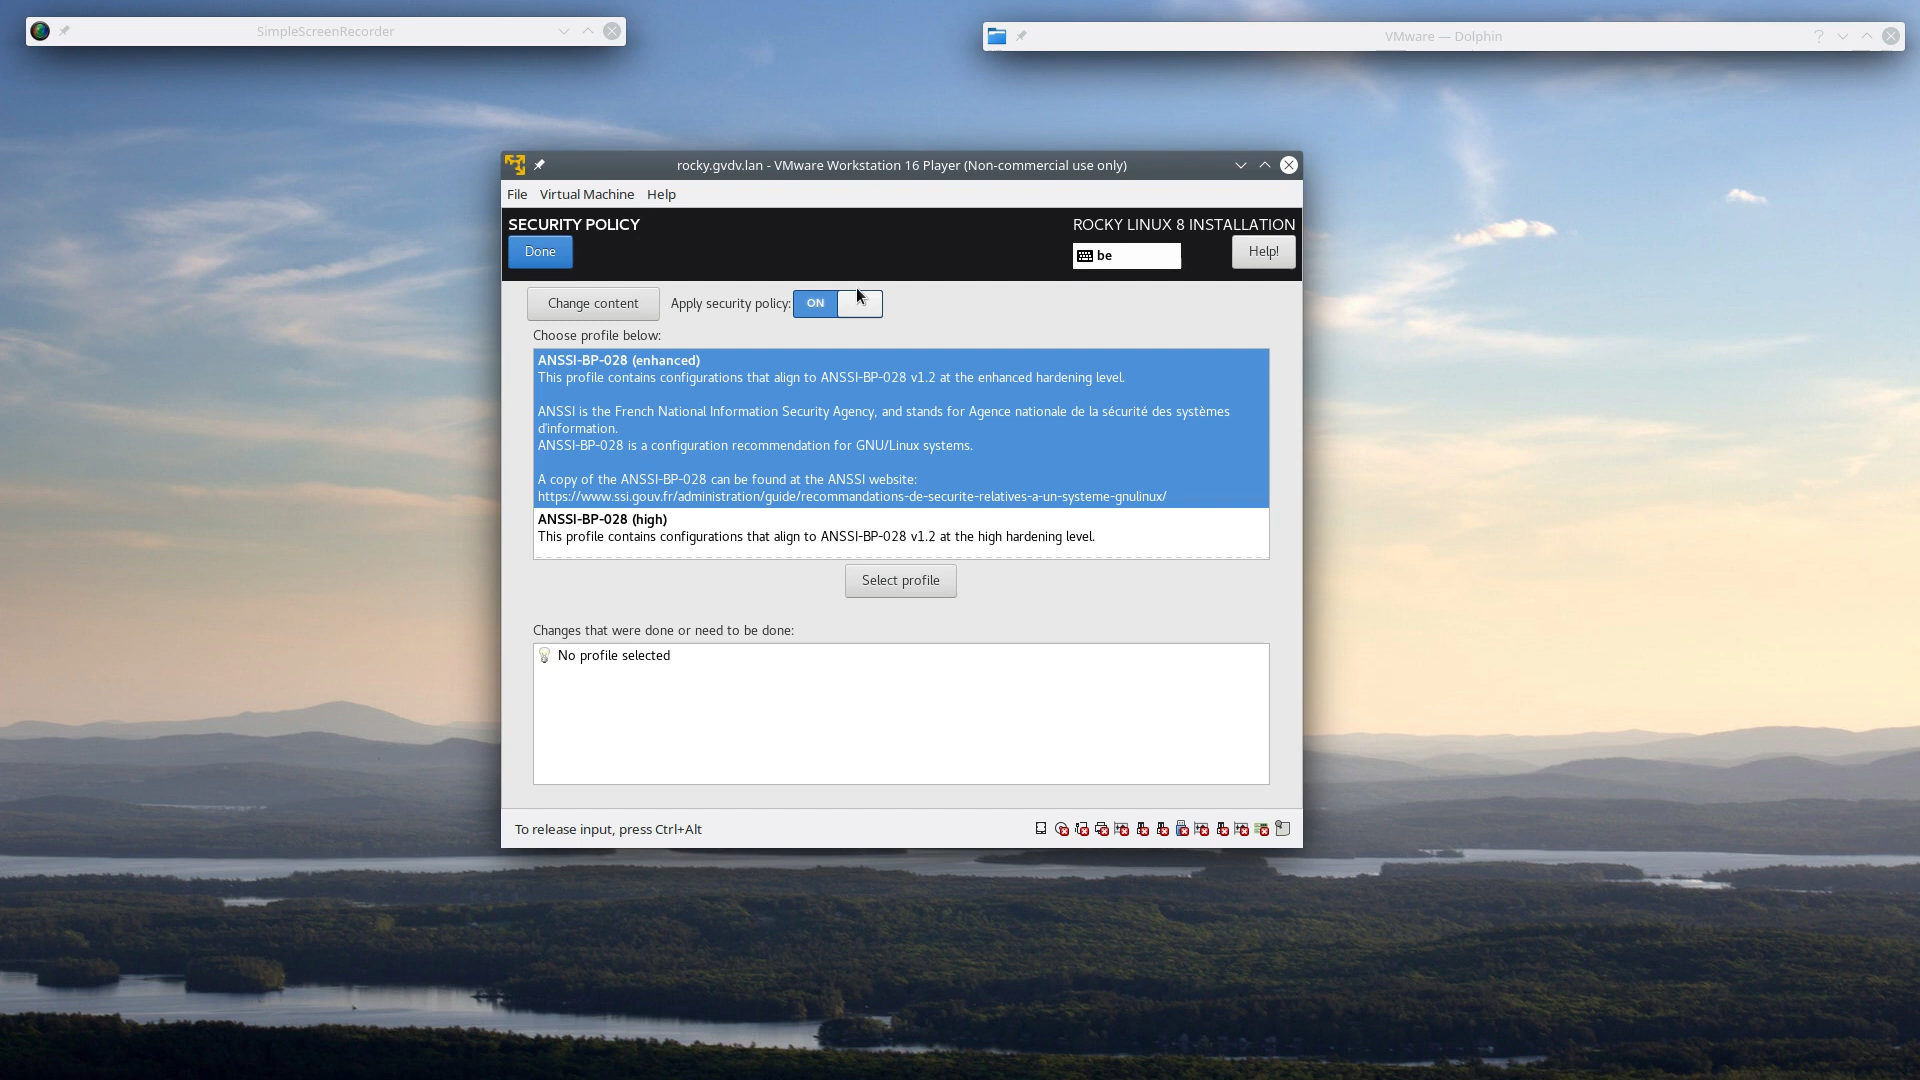 SimpleScreenRecorder
VMware — Dolphin
rocky.gvdv.lan - VMware Workstation 16 Player (Non-commercial use only)
File Virtual Machine Help
SECURITY POLICY
ROCKY LINUX 8 INSTALLATION
Done
be
Help!
Change content
Apply security policy:
ON
Choose profile below:
ANSSI-BP-028 (enhanced)
This profile contains configurations that align to ANSSI-BP-028 v1.2 at the enhanced hardening level.
ANSSI is the French National Information Security Agency, and stands for Agence nationale de la sécurité des systèmes
d'information.
ANSSI-BP-028 is a configuration recommendation for GNU/Linux systems.
A copy of the ANSSI-BP-028 can be found at the ANSSI website:
https://www.ssi.gouv.fr/administration/guide/recommandations-de-securite-relatives-a-un-systeme-gnulinux/
ANSSI-BP-028 (high)
This profile contains configurations that align to ANSSI-BP-028 v1.2 at the high hardening level.
Select profile
Changes that were done or need to be done:
No profile selected
To release input, press Ctrl+Alt